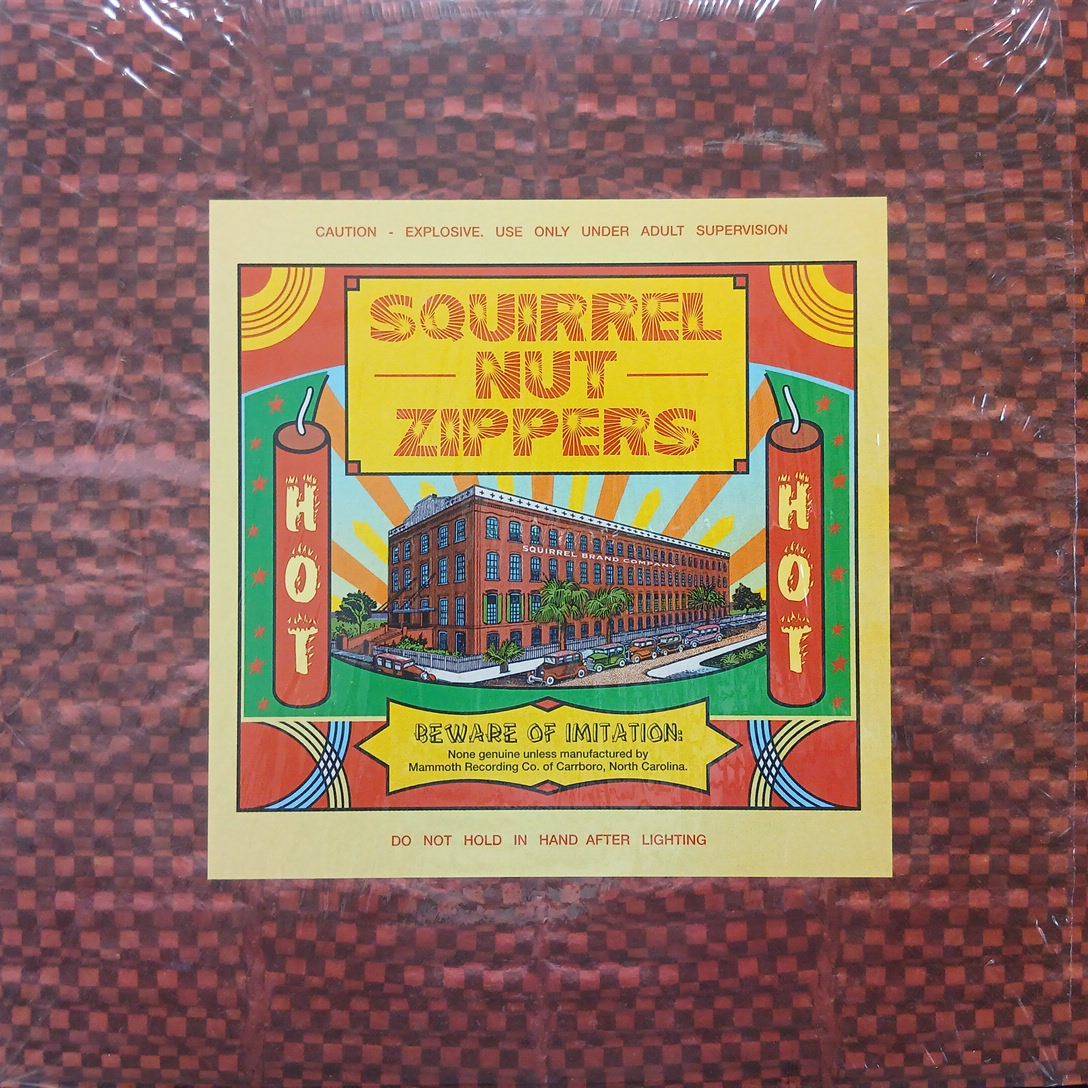 CAUTION - EXPLOSIVE. USE ONLY UNDER ADULT SUPERVISION
SQUIRREL
NUT
ZIPPERS
HOT
HOT
SQUIRREL BRAND COMPANY
BEWARE OF IMITATION:
None genuine unless manufactured by
Mammoth Recording Co. of Carrboro, North Carolina.
DO NOT HOLD IN HAND AFTER LIGHTING